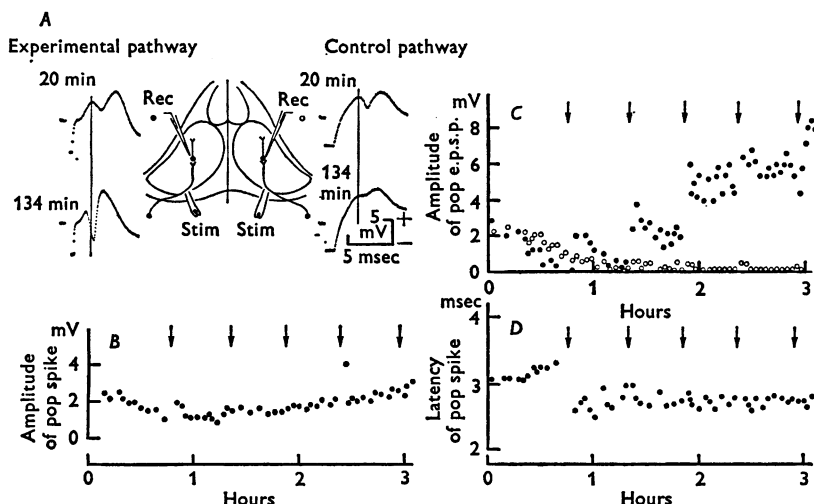 A
Experimental pathway
Control pathway
20 min
20 min
Rec
Rec
134 min
134
min
Stim
Stim
5
+
mV
−
5 msec
mV
C
8
6
4
2
0
Amplitude
of pop e.p.s.p.
0
1
2
3
Hours
mV
B
4
2
0
Amplitude
of pop spike
0
1
2
3
Hours
msec
D
4
3
2
Latency
of pop spike
0
1
2
3
Hours